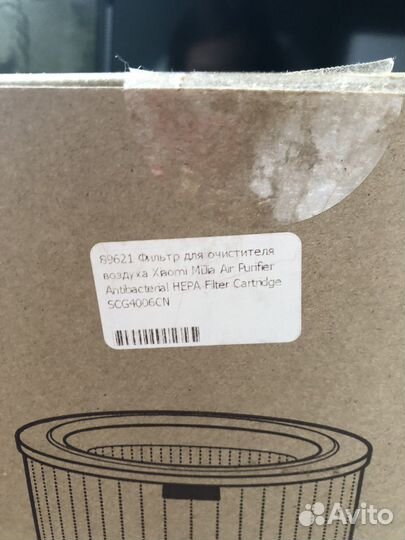 89621 Фильтр для очистителя
воздуха Xiaomi MiJia Air Purifier
Antibacterial HEPA Filter Cartridge
SCG4006CN
Avito